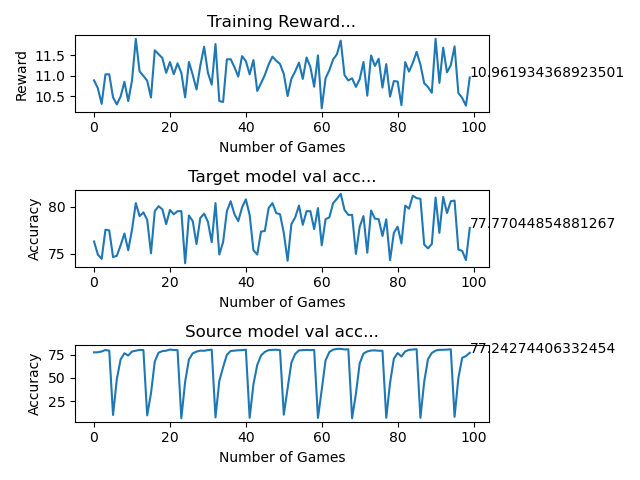 Training Reward...
Reward
11.5
11.0
10.5
10.961934368923501
0 20 40 60 80 100
Number of Games
Target model val acc...
Accuracy
80
75
77.77044854881267
0 20 40 60 80 100
Number of Games
Source model val acc...
Accuracy
75
50
25
77.24274406332454
0 20 40 60 80 100
Number of Games